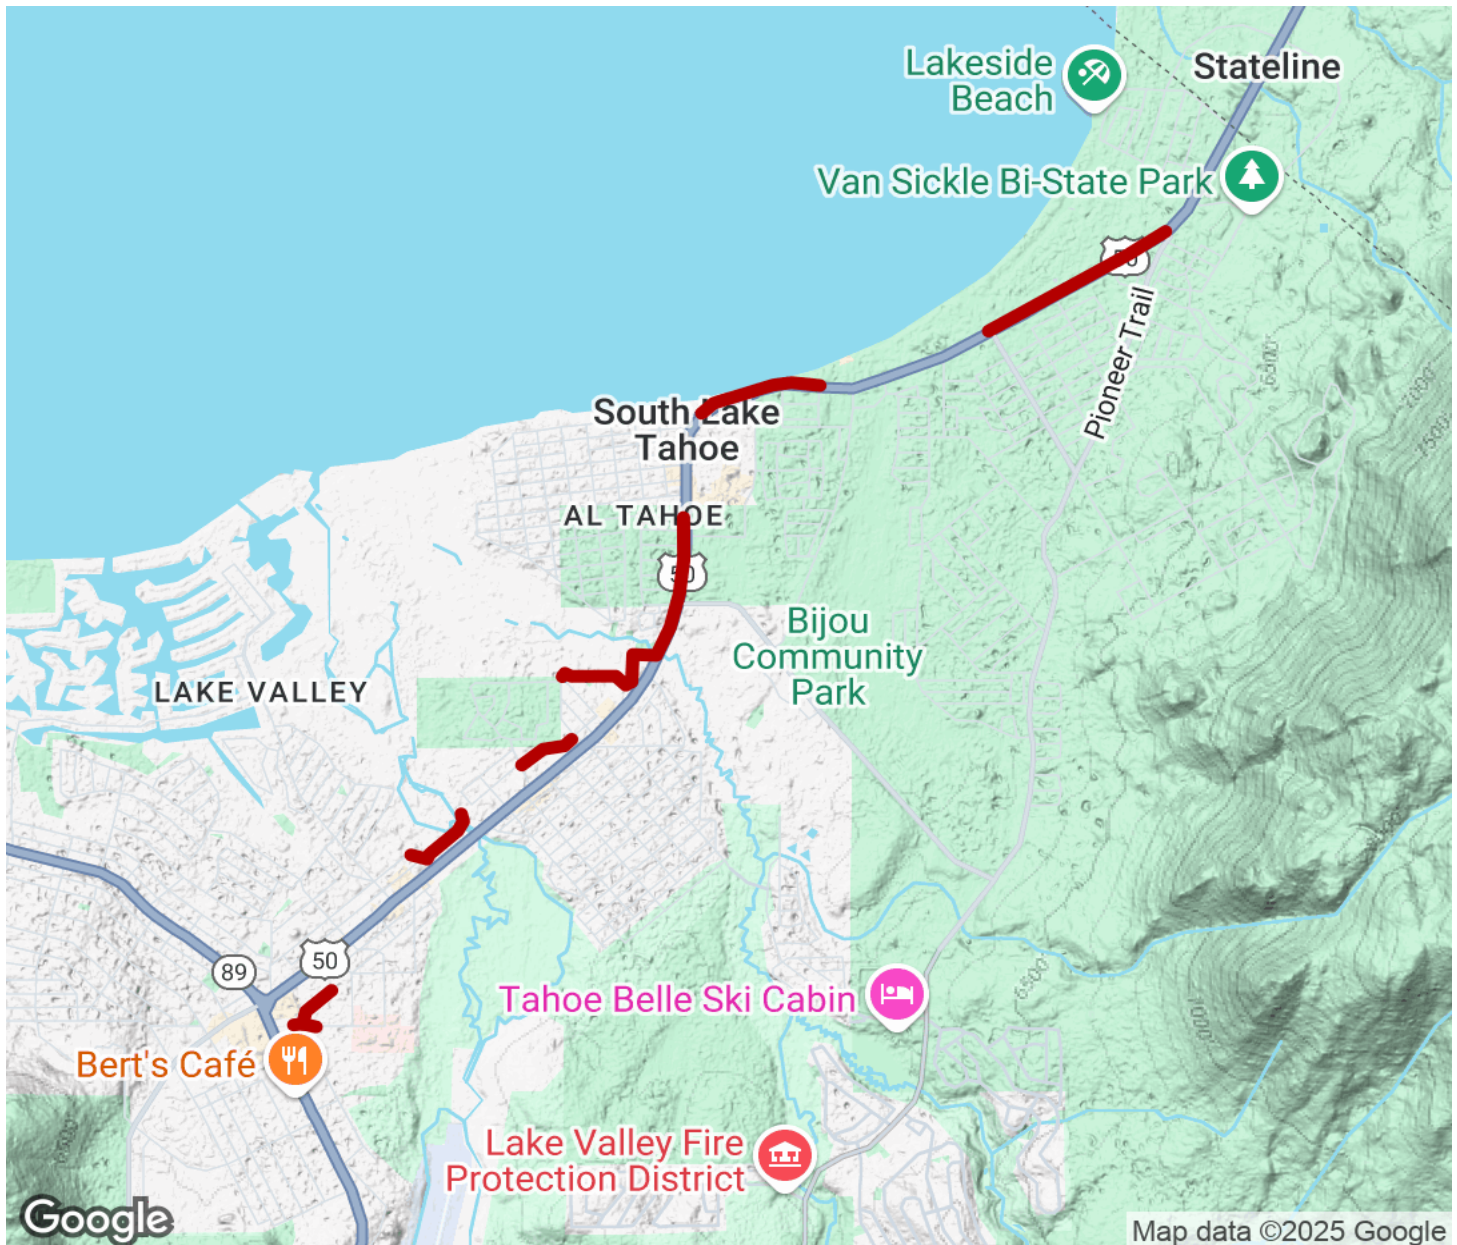 Lakeside
Beach
Stateline
Van Sickle Bi-State Park
50
Pioneer Trail
South Lake
Tahoe
AL TAHOE
50
Bijou
Community
Park
LAKE VALLEY
89
50
6500
Tahoe Belle Ski Cabin
Bert's Café
Lake Valley Fire
Protection District
Google
Map data ©2025 Google